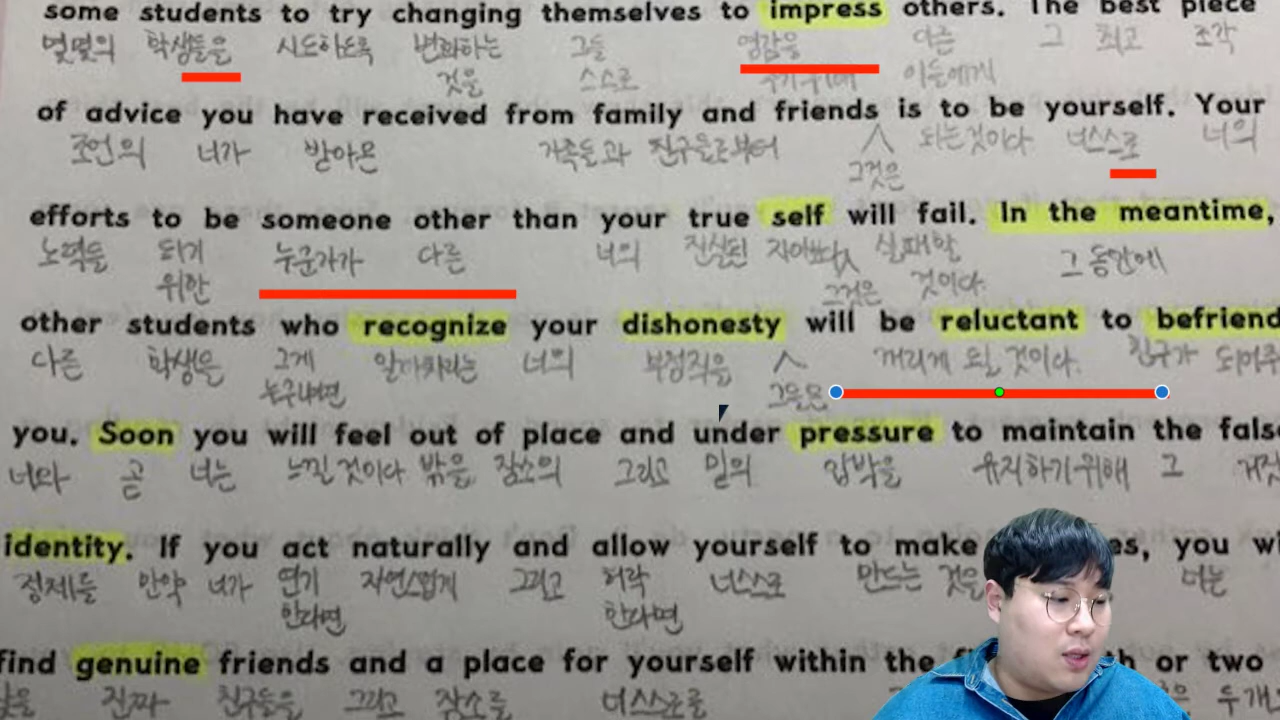 some students to try changing themselves to impress others. The best piece
몇몇의 학생들을 시도하도록 변화하는 그들 영감을 다른 그 최고 조각
것을 스스로 주기위해 이들에게
of advice you have received from family and friends is to be yourself. Your
조언의 너가 받아온 가족들과 친구들로부터 되는것이다 너스스로 너의
그것은
efforts to be someone other than your true self will fail. In the meantime,
노력들 되기 누군가가 다른 너의 진실된 실패할 그 동안에
위한 그것은 것이다.
other students who recognize your dishonesty will be reluctant to befriend
다른 학생들 그게 너의 부정직을 꺼리게 될 것이다. 친구가
누구냐면 그들은
you. Soon you will feel out of place and under pressure to maintain the false
너와 곧 너는 느낄것이다 밖을 장소의 그리고 밑의 압박을 유지하기위해 그
identity. If you act naturally and allow yourself to make
정체를 만약 너가 연기 자연스럽게 그리고 허락 너스스로 만드는 것을 너는
한다면 한다면
find genuine friends and a place for yourself within the or two
진짜 친구들을 그리고 장소를 너스스로를